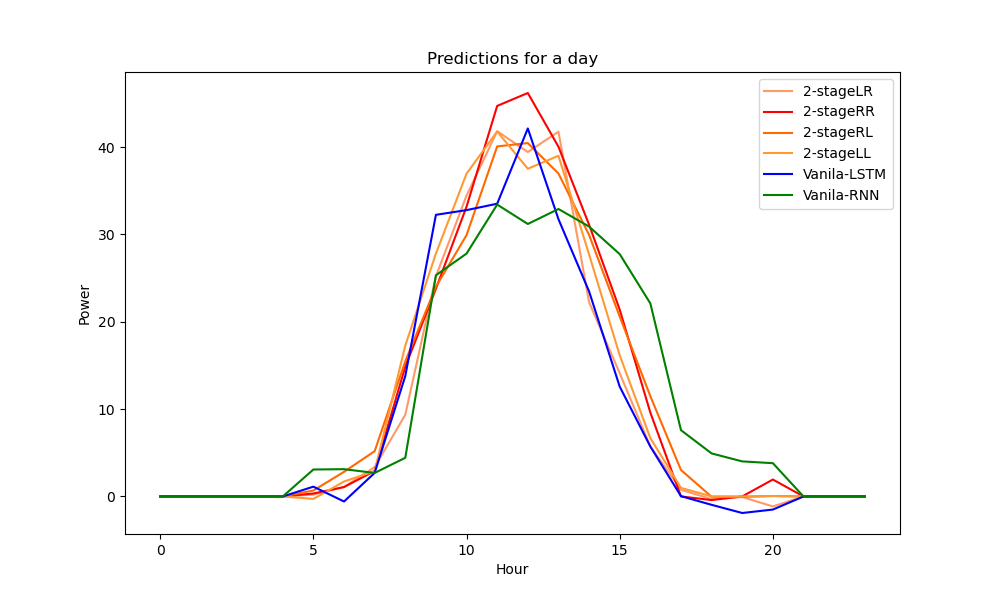 Predictions for a day
2-stageLR
2-stageRR
2-stageRL
2-stageLL
Vanila-LSTM
Vanila-RNN
Power
40
30
20
10
0
0 5 10 15 20
Hour